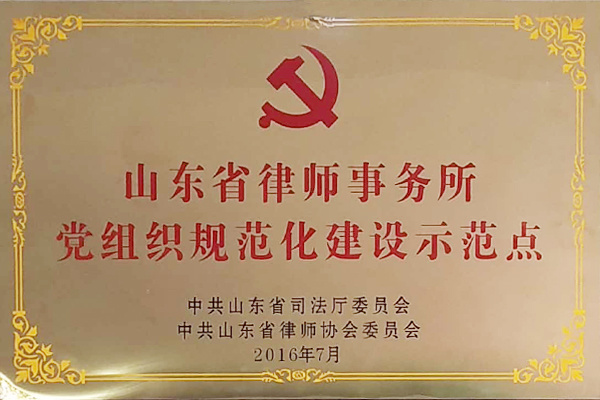 山东省律师事务所
党组织规范化建设示范点
中共山东省司法厅委员会
中共山东省律师协会委员会
2016年7月